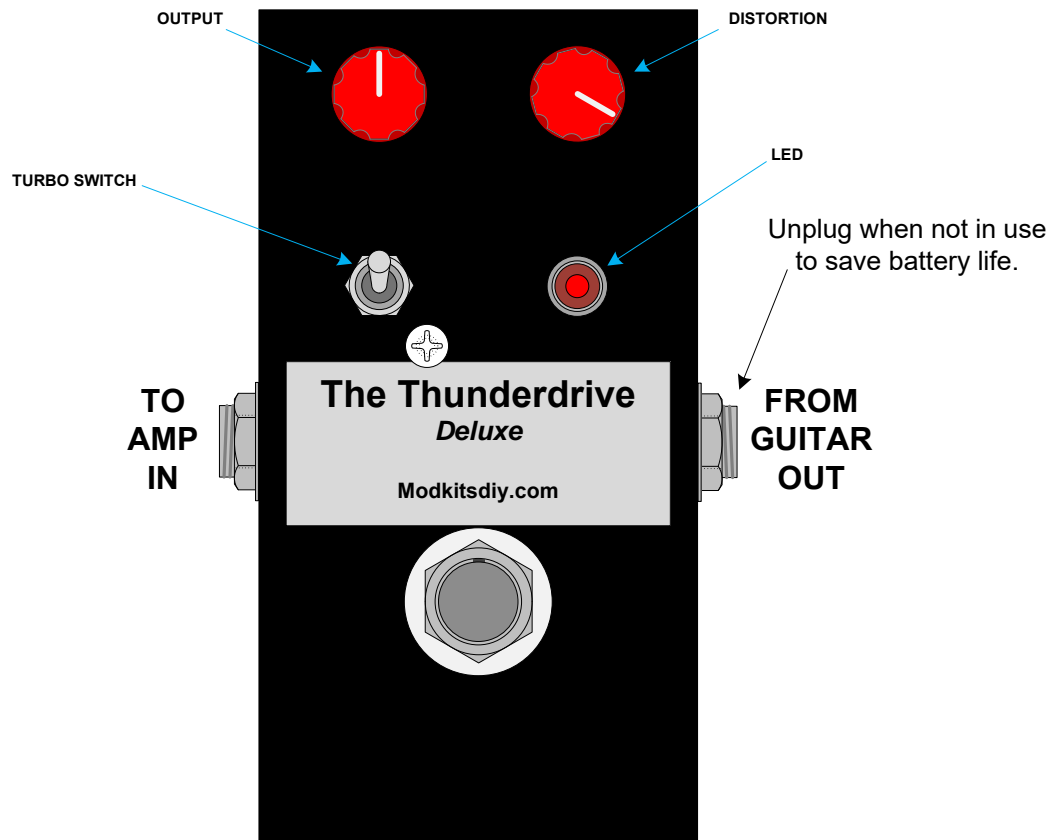 OUTPUT
DISTORTION
TURBO SWITCH
LED
Unplug when not in use
to save battery life.
TO
AMP
IN
The Thunderdrive
Deluxe
Modkitsdiy.com
FROM
GUITAR
OUT